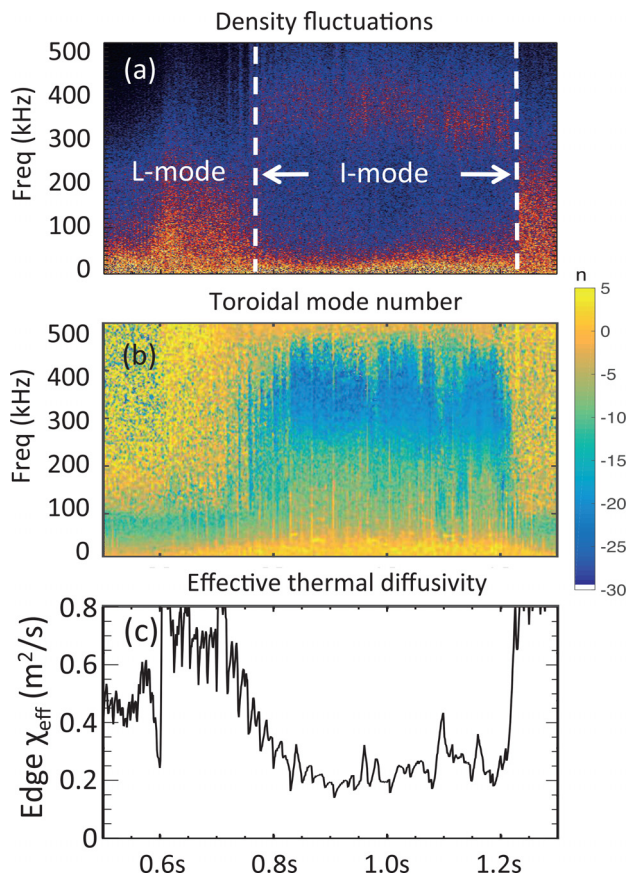 Density fluctuations
500
400
300
200
100
0
Freq (kHz)
(a)
L-mode
I-mode
Toroidal mode number
500
400
300
200
100
0
Freq (kHz)
(b)
n
5
0
-5
-10
-15
-20
-25
-30
Effective thermal diffusivity
0.8
0.6
0.4
0.2
0
Edge χeff (m²/s)
(c)
0.6s
0.8s
1.0s
1.2s